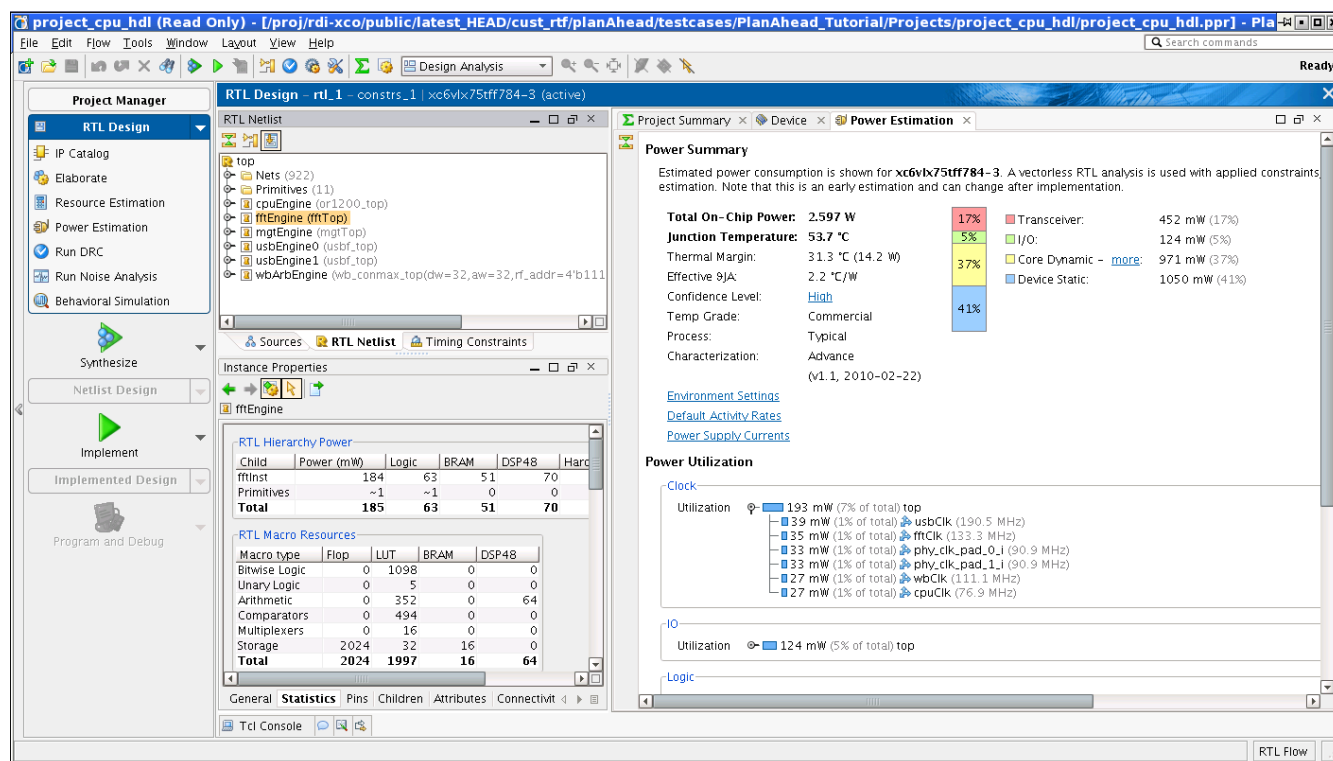 project_cpu_hdl (Read Only) - [/proj/rdi-xco/public/latest_HEAD/cust_rtf/planAhead/testcases/PlanAhead_Tutorial/Projects/project_cpu_hdl/project_cpu_hdl.ppr] - Pla
File Edit Flow Tools Window Layout View Help
Search commands
Design Analysis
Ready
Project Manager
RTL Design
IP Catalog
Elaborate
Resource Estimation
Power Estimation
Run DRC
Run Noise Analysis
Behavioral Simulation
Synthesize
Netlist Design
Implement
Implemented Design
Program and Debug
RTL Design - rtl_1 - constrs_1 | xc6vlx75tff784-3 (active)
RTL Netlist
top
Nets (922)
Primitives (11)
cpuEngine (or1200_top)
fftEngine (fftTop)
mgtEngine (mgtTop)
usbEngine0 (usbf_top)
usbEngine1 (usbf_top)
wbArbEngine (wb_conmax_top(dw=32,aw=32,rf_addr=4'b111
Sources RTL Netlist Timing Constraints
Instance Properties
fftEngine
RTL Hierarchy Power
Child Power (mW) Logic BRAM DSP48 Hard
fftInst 184 63 51 70
Primitives ~1 ~1 0 0
Total 185 63 51 70
RTL Macro Resources
Macro type Flop LUT BRAM DSP48
Bitwise Logic 0 1098 0 0
Unary Logic 0 5 0 0
Arithmetic 0 352 0 64
Comparators 0 494 0 0
Multiplexers 0 16 0 0
Storage 2024 32 16 0
Total 2024 1997 16 64
General Statistics Pins Children Attributes Connectivit
Project Summary Device Power Estimation
Power Summary
Estimated power consumption is shown for xc6vlx75tff784-3. A vectorless RTL analysis is used with applied constraints,
estimation. Note that this is an early estimation and can change after implementation.
Total On-Chip Power: 2.597 W
Junction Temperature: 53.7 °C
Thermal Margin: 31.3 °C (14.2 W)
Effective ϑJA: 2.2 °C/W
Confidence Level: High
Temp Grade: Commercial
Process: Typical
Characterization: Advance
(v1.1, 2010-02-22)
17%
5%
37%
41%
Transceiver: 452 mW (17%)
I/O: 124 mW (5%)
Core Dynamic - more: 971 mW (37%)
Device Static: 1050 mW (41%)
Environment Settings
Default Activity Rates
Power Supply Currents
Power Utilization
Clock
Utilization 193 mW (7% of total) top
39 mW (1% of total) usbClk (190.5 MHz)
35 mW (1% of total) fftClk (133.3 MHz)
33 mW (1% of total) phy_clk_pad_0_i (90.9 MHz)
33 mW (1% of total) phy_clk_pad_1_i (90.9 MHz)
27 mW (1% of total) wbClk (111.1 MHz)
27 mW (1% of total) cpuClk (76.9 MHz)
IO
Utilization 124 mW (5% of total) top
Logic
Tcl Console
RTL Flow